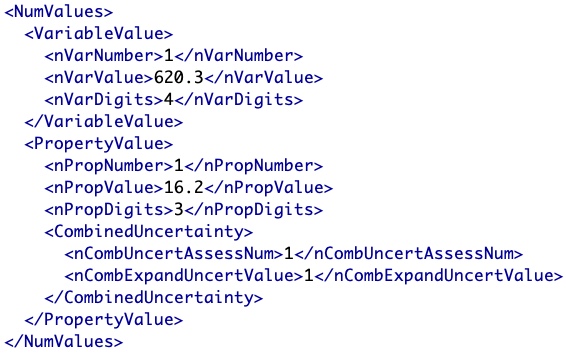 <NumValues>
  <VariableValue>
    <nVarNumber>1</nVarNumber>
    <nVarValue>620.3</nVarValue>
    <nVarDigits>4</nVarDigits>
  </VariableValue>
  <PropertyValue>
    <nPropNumber>1</nPropNumber>
    <nPropValue>16.2</nPropValue>
    <nPropDigits>3</nPropDigits>
    <CombinedUncertainty>
      <nCombUncertAssessNum>1</nCombUncertAssessNum>
      <nCombExpandUncertValue>1</nCombExpandUncertValue>
    </CombinedUncertainty>
  </PropertyValue>
</NumValues>